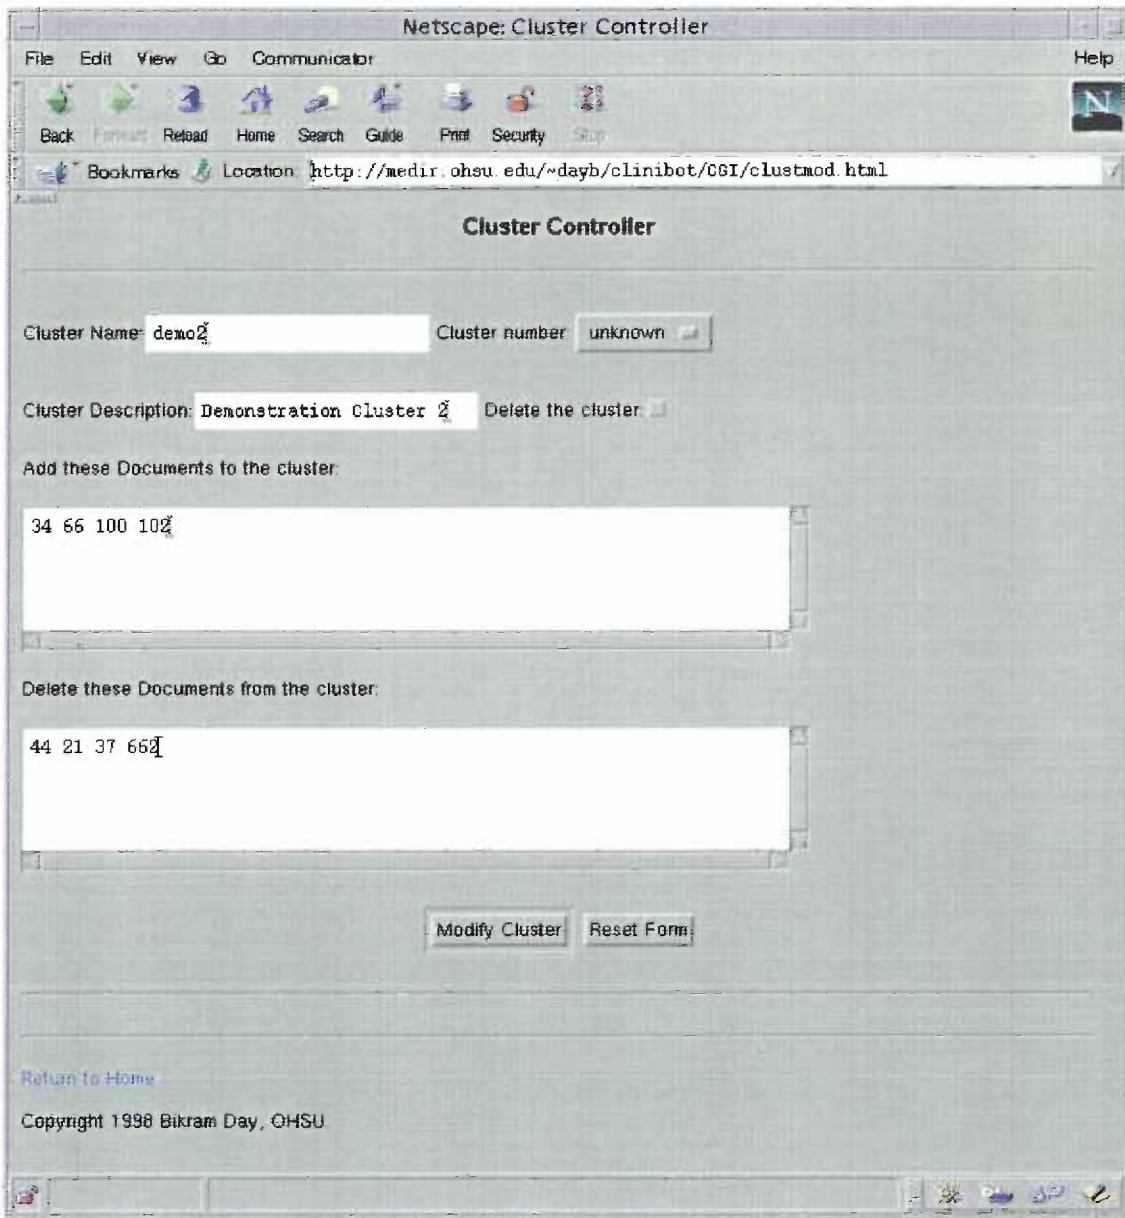 Netscape: Cluster Controller
File Edit View Go Communicator Help
Back Forward Reload Home Search Guide Print Security Stop
N
Bookmarks Location: http://medir.ohsu.edu/~dayb/clinibot/CGI/clustmod.html
Cluster Controller
Cluster Name: demo2 Cluster number unknown
Cluster Description: Demonstration Cluster 2 Delete the cluster:
Add these Documents to the cluster:
34 66 100 102
Delete these Documents from the cluster:
44 21 37 662
Modify Cluster Reset Form
Return to Home
Copyright 1998 Bikram Day, OHSU